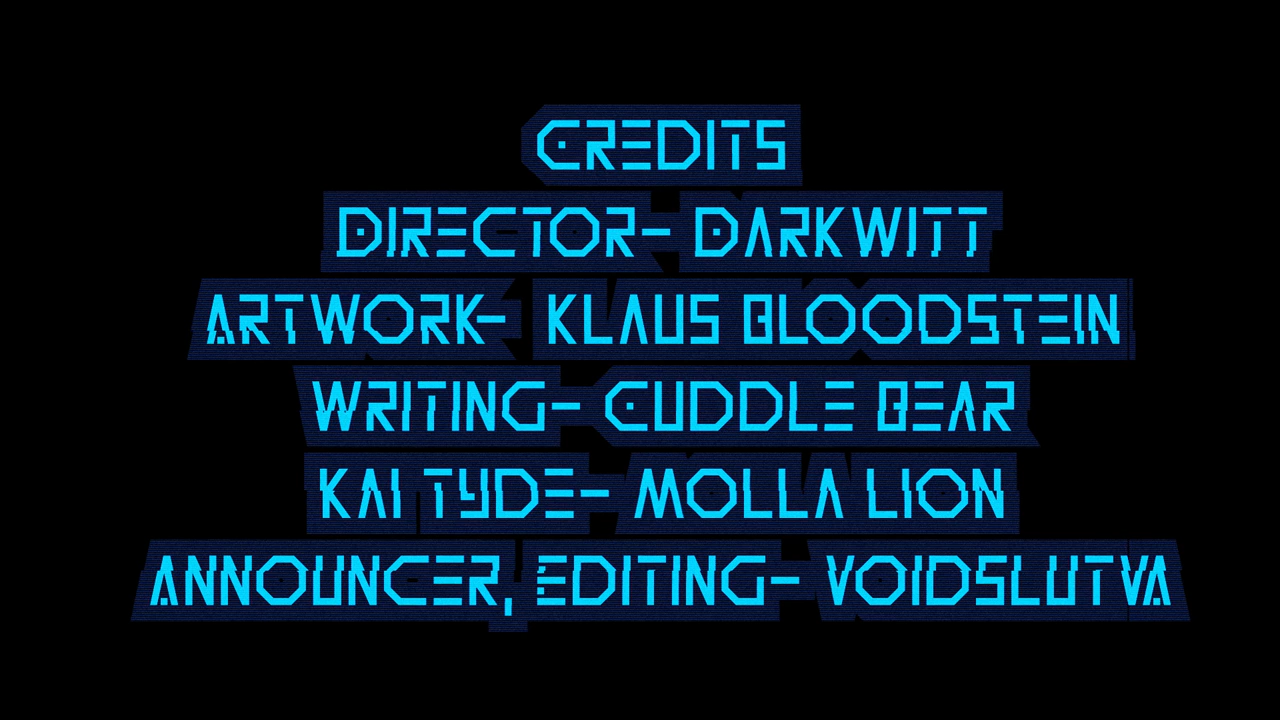 CREDITS
DIRECTOR- DARKWITT
ARTWORK- KLAUS BLOODSTEIN
WRITING- CUDDLE BEAR
KAI TYDE- MOLLA LION
ANNOUNCER, EDITING- VOIDSLUTVA